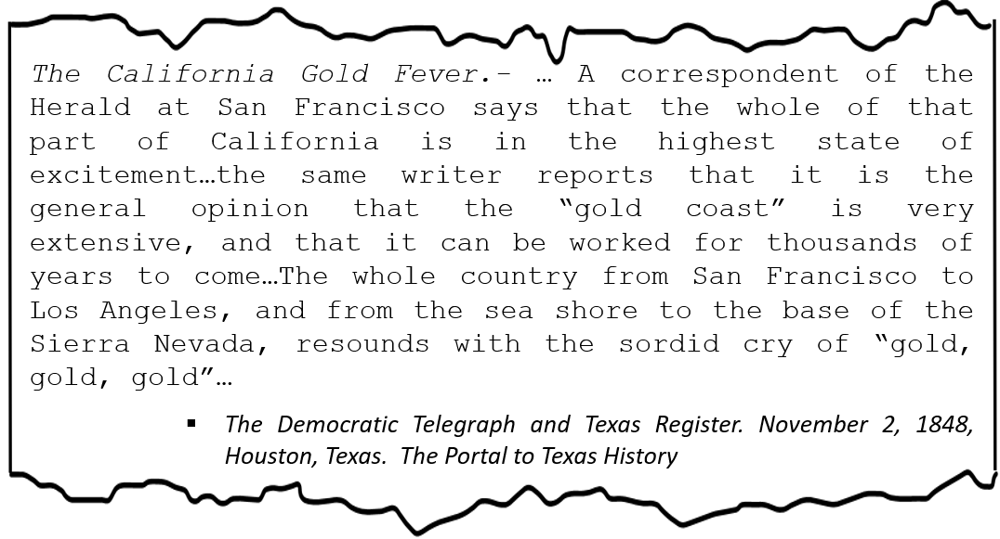 The California Gold Fever.- … A correspondent of the
Herald at San Francisco says that the whole of that
part of California is in the highest state of
excitement…the same writer reports that it is the
general opinion that the “gold coast” is very
extensive, and that it can be worked for thousands of
years to come…The whole country from San Francisco to
Los Angeles, and from the sea shore to the base of the
Sierra Nevada, resounds with the sordid cry of “gold,
gold, gold”…
▪ The Democratic Telegraph and Texas Register. November 2, 1848,
Houston, Texas. The Portal to Texas History